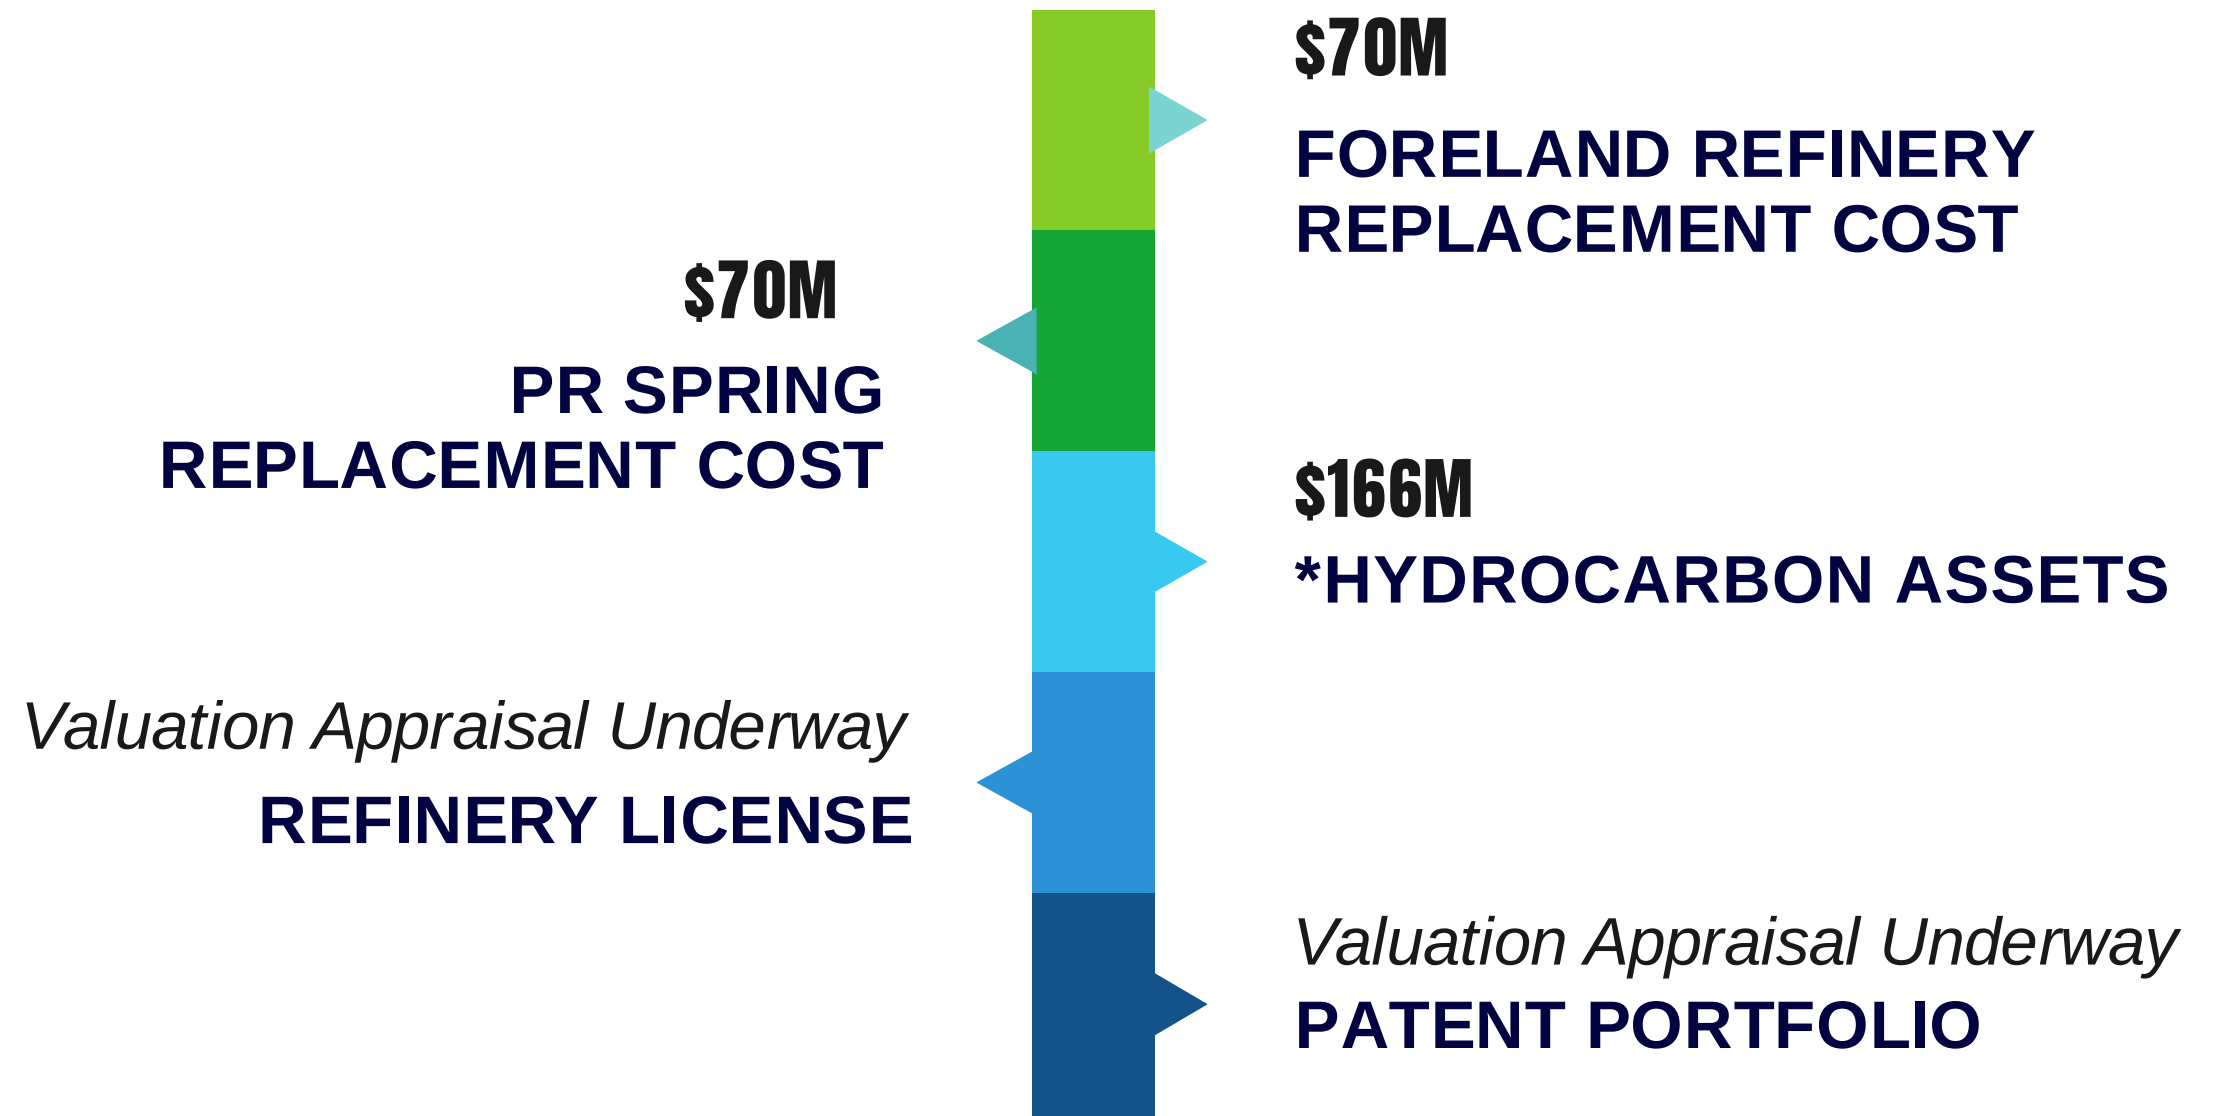 $70M
FORELAND REFINERY
REPLACEMENT COST
$70M
PR SPRING
REPLACEMENT COST
$166M
*HYDROCARBON ASSETS
Valuation Appraisal Underway
REFINERY LICENSE
Valuation Appraisal Underway
PATENT PORTFOLIO